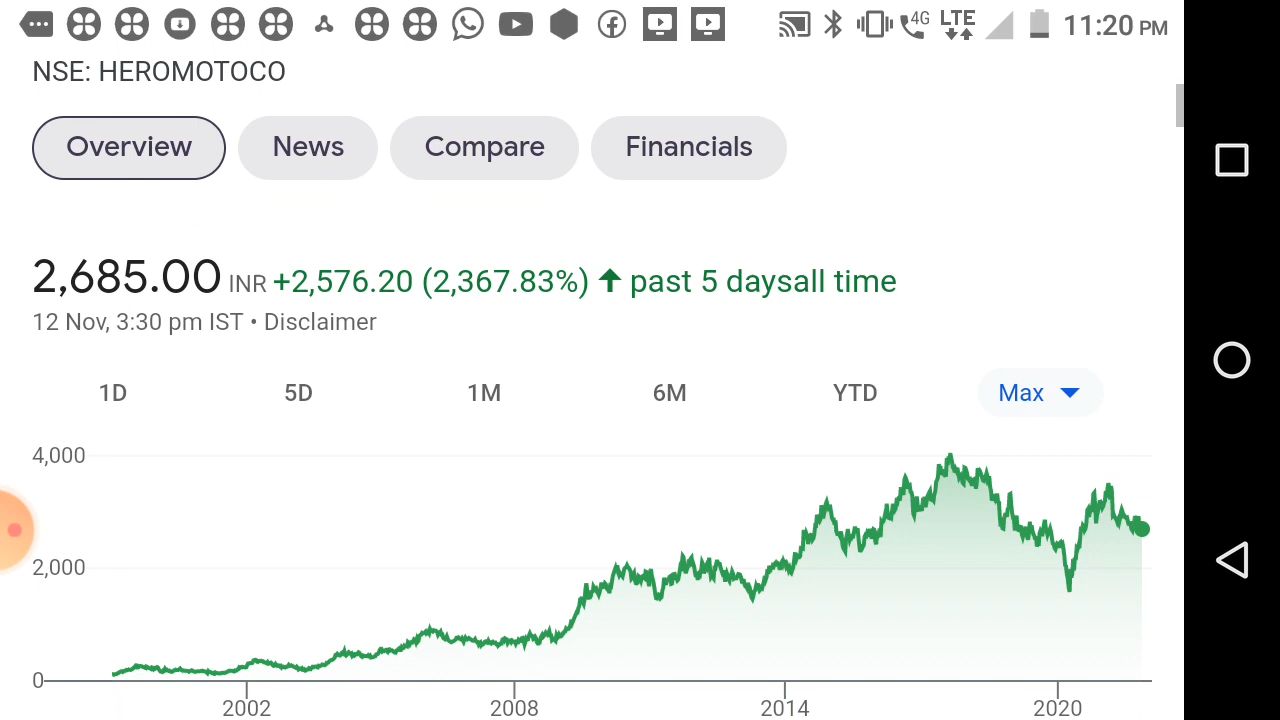 4G LTE 11:20 PM
NSE: HEROMOTOCO
Overview News Compare Financials
2,685.00 INR +2,576.20 (2,367.83%) ↑ past 5 daysall time
12 Nov, 3:30 pm IST • Disclaimer
1D 5D 1M 6M YTD Max
4,000
2,000
0
2002 2008 2014 2020